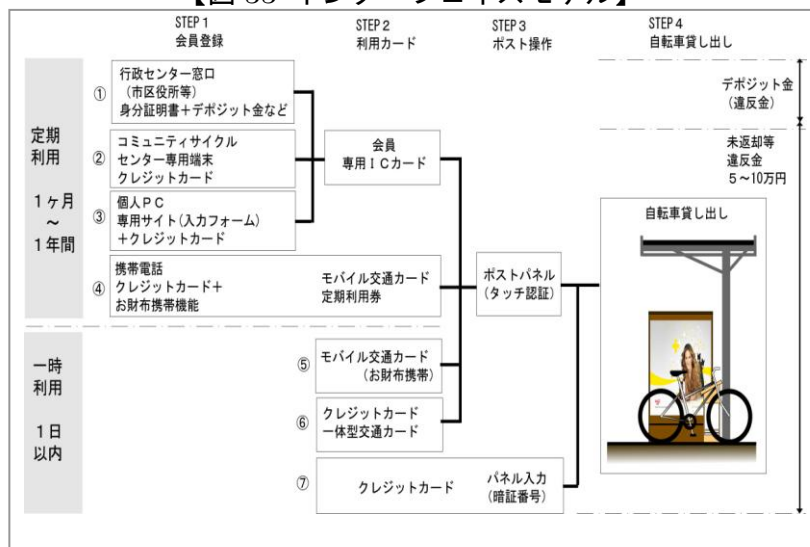 STEP 1
会員登録
STEP 2
利用カード
STEP 3
ポスト操作
STEP 4
自転車貸し出し
定期
利用
1ヶ月
~
1年間
①
行政センター窓口
(市区役所等)
身分証明書+デポジット金など
②
コミュニティサイクル
センター専用端末
クレジットカード
③
個人PC
専用サイト(入力フォーム)
+クレジットカード
④
携帯電話
クレジットカード+
お財布携帯機能
モバイル交通カード
定期利用券
会員
専用ICカード
ポストパネル
(タッチ認証)
デポジット金
(違反金)
未返却等
違反金
5~10万円
自転車貸し出し
一時
利用
1日
以内
⑤
モバイル交通カード
(お財布携帯)
⑥
クレジットカード
一体型交通カード
⑦
クレジットカード
パネル入力
(暗証番号)